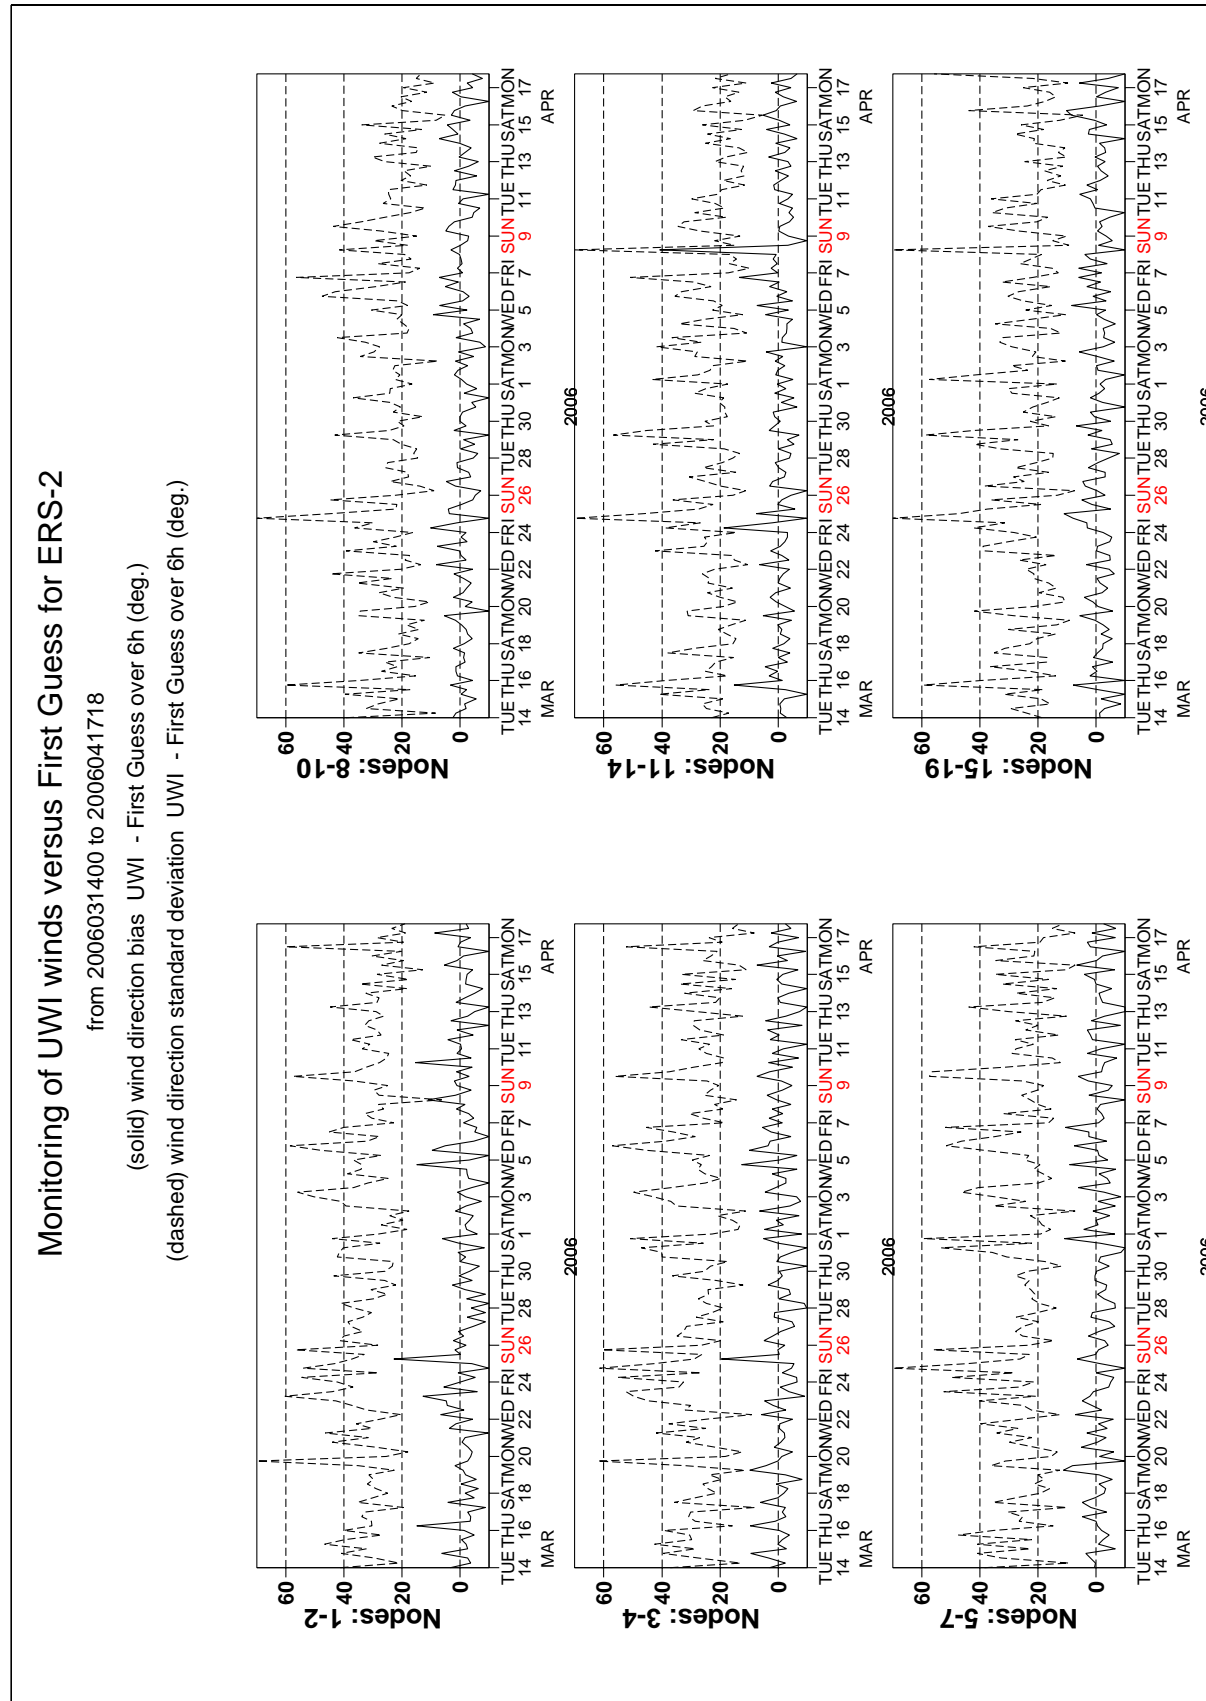 Monitoring of UWI winds versus First Guess for ERS-2
from 2006031400 to 2006041718
(solid) wind direction bias UWI - First Guess over 6h (deg.)
(dashed) wind direction standard deviation UWI - First Guess over 6h (deg.)
Nodes: 1-2
60
40
20
0
TUE THU SAT MON WED FRI SUN TUE THU SAT MON WED FRI SUN TUE THU SAT MON
14 16 18 20 22 24 26 28 30 1 3 5 7 9 11 13 15 17
MAR APR
2006
Nodes: 8-10
60
40
20
0
TUE THU SAT MON WED FRI SUN TUE THU SAT MON WED FRI SUN TUE THU SAT MON
14 16 18 20 22 24 26 28 30 1 3 5 7 9 11 13 15 17
MAR APR
2006
Nodes: 3-4
60
40
20
0
TUE THU SAT MON WED FRI SUN TUE THU SAT MON WED FRI SUN TUE THU SAT MON
14 16 18 20 22 24 26 28 30 1 3 5 7 9 11 13 15 17
MAR APR
2006
Nodes: 11-14
60
40
20
0
TUE THU SAT MON WED FRI SUN TUE THU SAT MON WED FRI SUN TUE THU SAT MON
14 16 18 20 22 24 26 28 30 1 3 5 7 9 11 13 15 17
MAR APR
2006
Nodes: 5-7
60
40
20
0
TUE THU SAT MON WED FRI SUN TUE THU SAT MON WED FRI SUN TUE THU SAT MON
14 16 18 20 22 24 26 28 30 1 3 5 7 9 11 13 15 17
MAR APR
2006
Nodes: 15-19
60
40
20
0
TUE THU SAT MON WED FRI SUN TUE THU SAT MON WED FRI SUN TUE THU SAT MON
14 16 18 20 22 24 26 28 30 1 3 5 7 9 11 13 15 17
MAR APR
2006